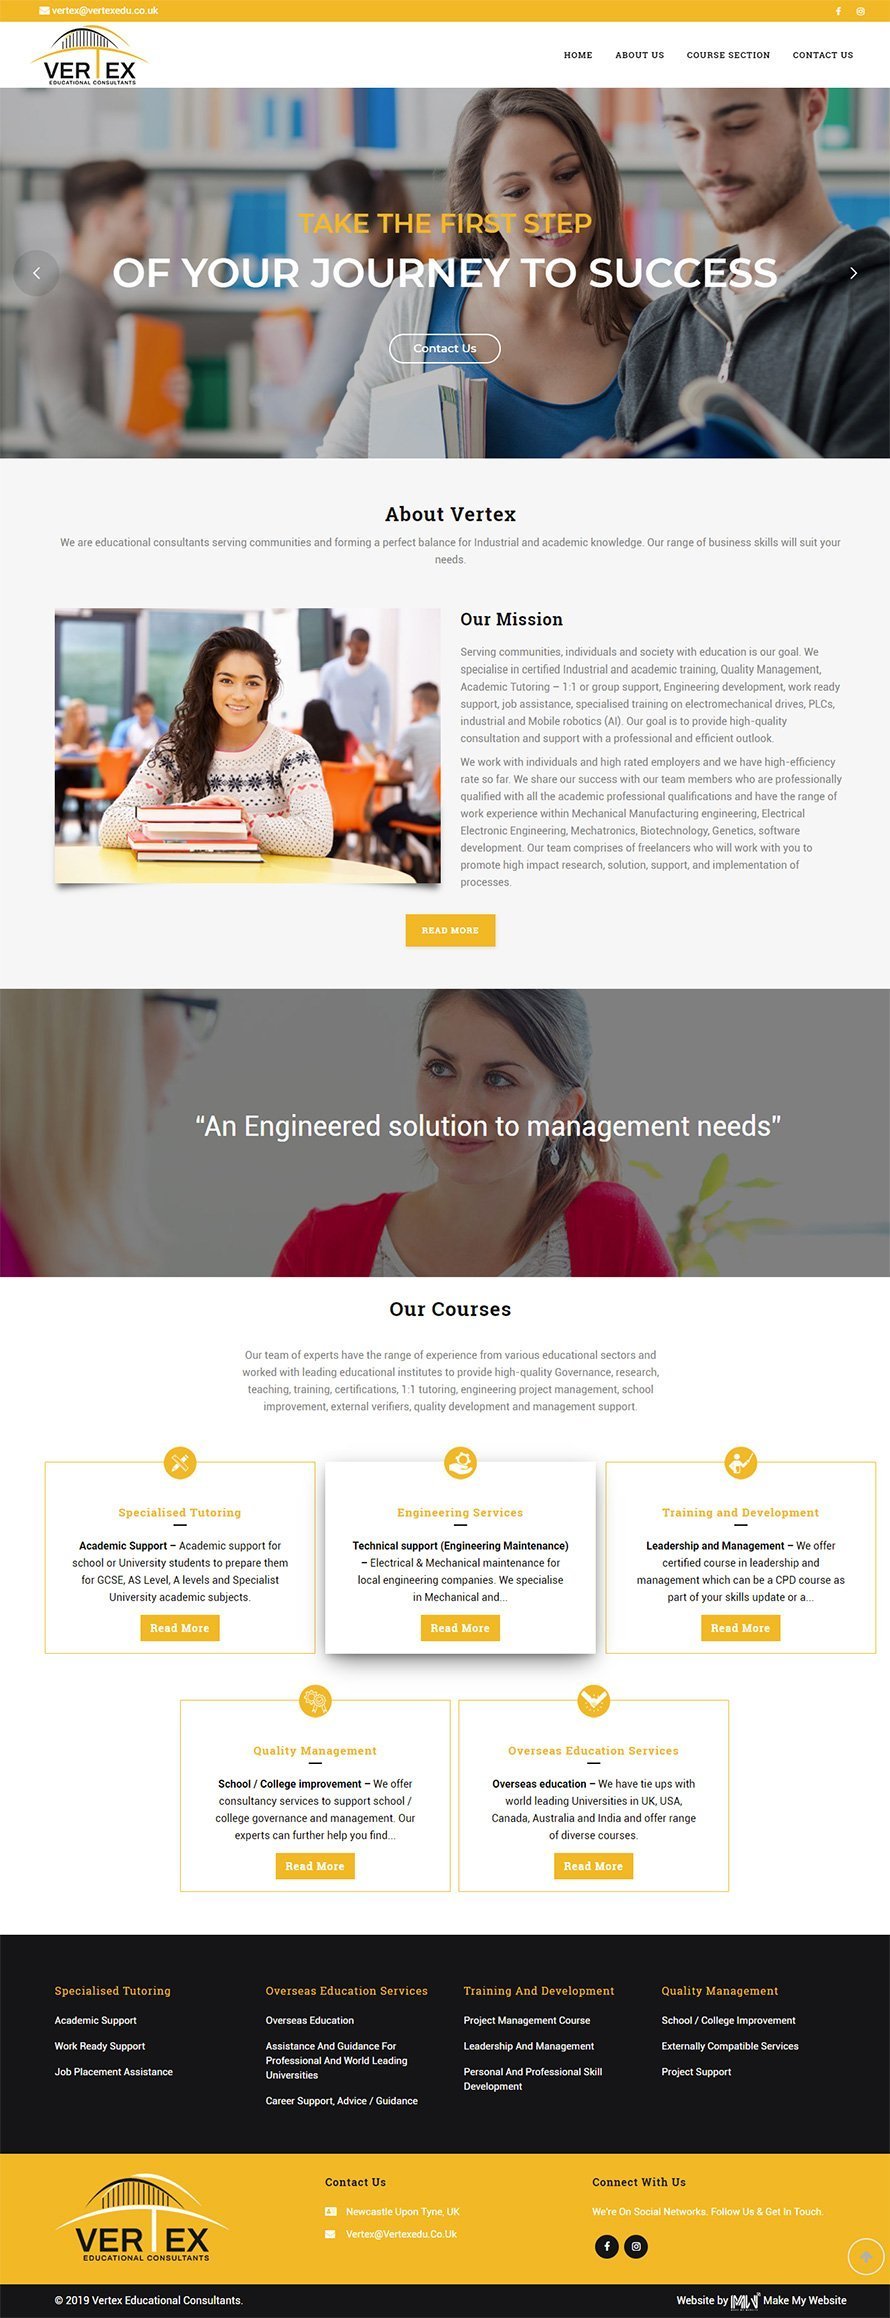 vertex@vertexedu.co.uk
VERTEX
EDUCATIONAL CONSULTANTS
HOME ABOUT US COURSE SECTION CONTACT US
TAKE THE FIRST STEP
OF YOUR JOURNEY TO SUCCESS
Contact Us
About Vertex
We are educational consultants serving communities and forming a perfect balance for Industrial and academic knowledge. Our range of business skills will suit your
needs.
Our Mission
Serving communities, individuals and society with education is our goal. We
specialise in certified Industrial and academic training, Quality Management,
Academic Tutoring – 1:1 or group support, Engineering development, work ready
support, job assistance, specialised training on electromechanical drives, PLCs,
industrial and Mobile robotics (AI). Our goal is to provide high-quality
consultation and support with a professional and efficient outlook.
We work with individuals and high rated employers and we have high-efficiency
rate so far. We share our success with our team members who are professionally
qualified with all the academic professional qualifications and have the range of
work experience within Mechanical Manufacturing engineering, Electrical
Electronic Engineering, Mechatronics, Biotechnology, Genetics, software
development. Our team comprises of freelancers who will work with you to
promote high impact research, solution, support, and implementation of
processes.
READ MORE
“An Engineered solution to management needs”
Our Courses
Our team of experts have the range of experience from various educational sectors and
worked with leading educational institutes to provide high-quality Governance, research,
teaching, training, certifications, 1:1 tutoring, engineering project management, school
improvement, external verifiers, quality development and management support.
Specialised Tutoring
Academic Support – Academic support for
school or University students to prepare them
for GCSE, AS Level, A levels and Specialist
University academic subjects.
Read More
Engineering Services
Technical support (Engineering Maintenance)
– Electrical & Mechanical maintenance for
local engineering companies. We specialise
in Mechanical and...
Read More
Training and Development
Leadership and Management – We offer
certified course in leadership and
management which can be a CPD course as
part of your skills update or a...
Read More
Quality Management
School / College improvement – We offer
consultancy services to support school /
college governance and management. Our
experts can further help you find...
Read More
Overseas Education Services
Overseas education – We have tie ups with
world leading Universities in UK, USA,
Canada, Australia and India and offer range
of diverse courses.
Read More
Specialised Tutoring
Academic Support
Work Ready Support
Job Placement Assistance
Overseas Education Services
Overseas Education
Assistance And Guidance For
Professional And World Leading
Universities
Career Support, Advice / Guidance
Training And Development
Project Management Course
Leadership And Management
Personal And Professional Skill
Development
Quality Management
School / College Improvement
Externally Compatible Services
Project Support
VERTEX
EDUCATIONAL CONSULTANTS
Contact Us
Newcastle Upon Tyne, UK
Vertex@Vertexedu.Co.Uk
Connect With Us
We're On Social Networks. Follow Us & Get In Touch.
© 2019 Vertex Educational Consultants.
Website by Make My Website